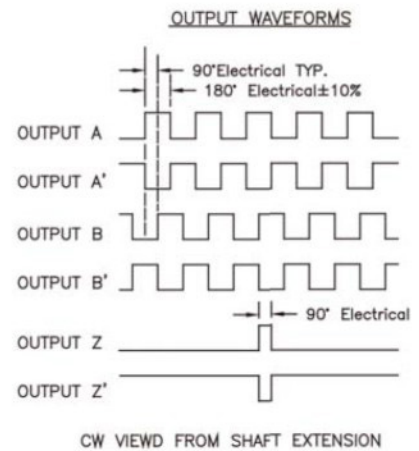 OUTPUT WAVEFORMS
90°Electrical TYP.
180° Electrical±10%
OUTPUT A
OUTPUT A'
OUTPUT B
OUTPUT B'
90° Electrical
OUTPUT Z
OUTPUT Z'
CW VIEWD FROM SHAFT EXTENSION